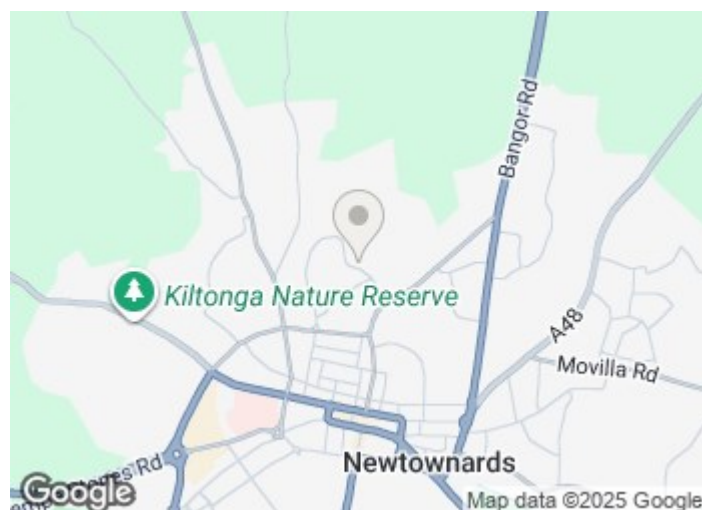 Bangor Rd
Kiltonga Nature Reserve
A48
Movilla Rd
Newtownards
Rd
Google
Map data ©2025 Google